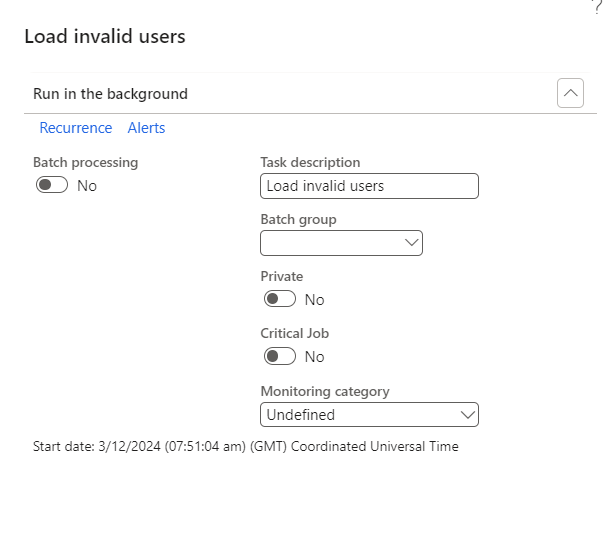 ?
Load invalid users
Run in the background
Recurrence Alerts
Batch processing
No
Task description
Load invalid users
Batch group
Private
No
Critical Job
No
Monitoring category
Undefined
Start date: 3/12/2024 (07:51:04 am) (GMT) Coordinated Universal Time